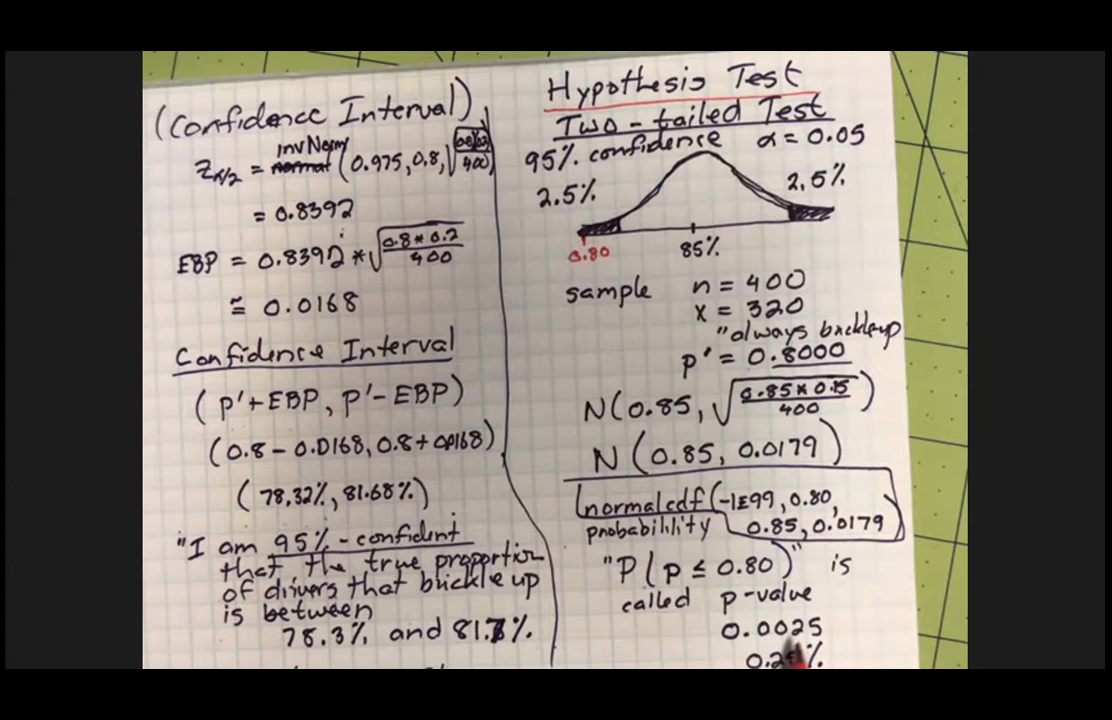 (Confidence Interval)
invNorm
Z α/2 = normal (0.975, 0.8, √ 0.8*0.2 / 400)
= 0.8392
EBP = 0.8392 * √ 0.8 * 0.2 / 400
≅ 0.0168
Confidence Interval
(P' + EBP, P' - EBP)
(0.8 - 0.0168, 0.8 + 0.0168)
(78.32%, 81.68%)
"I am 95%-confident
that the true proportion
of drivers that buckle up
is between
78.3% and 81.7%.
Hypothesis Test
Two-tailed Test
95% confidence α = 0.05
2.5% 2.5%
0.80 85%
sample n = 400
x = 320
"always buckle up
p' = 0.8000
N(0.85, √ 0.85 * 0.15 / 400)
N(0.85, 0.0179)
normalcdf(-1E99, 0.80,
probability 0.85, 0.0179)
"P(p ≤ 0.80)" is
called p-value
0.0025